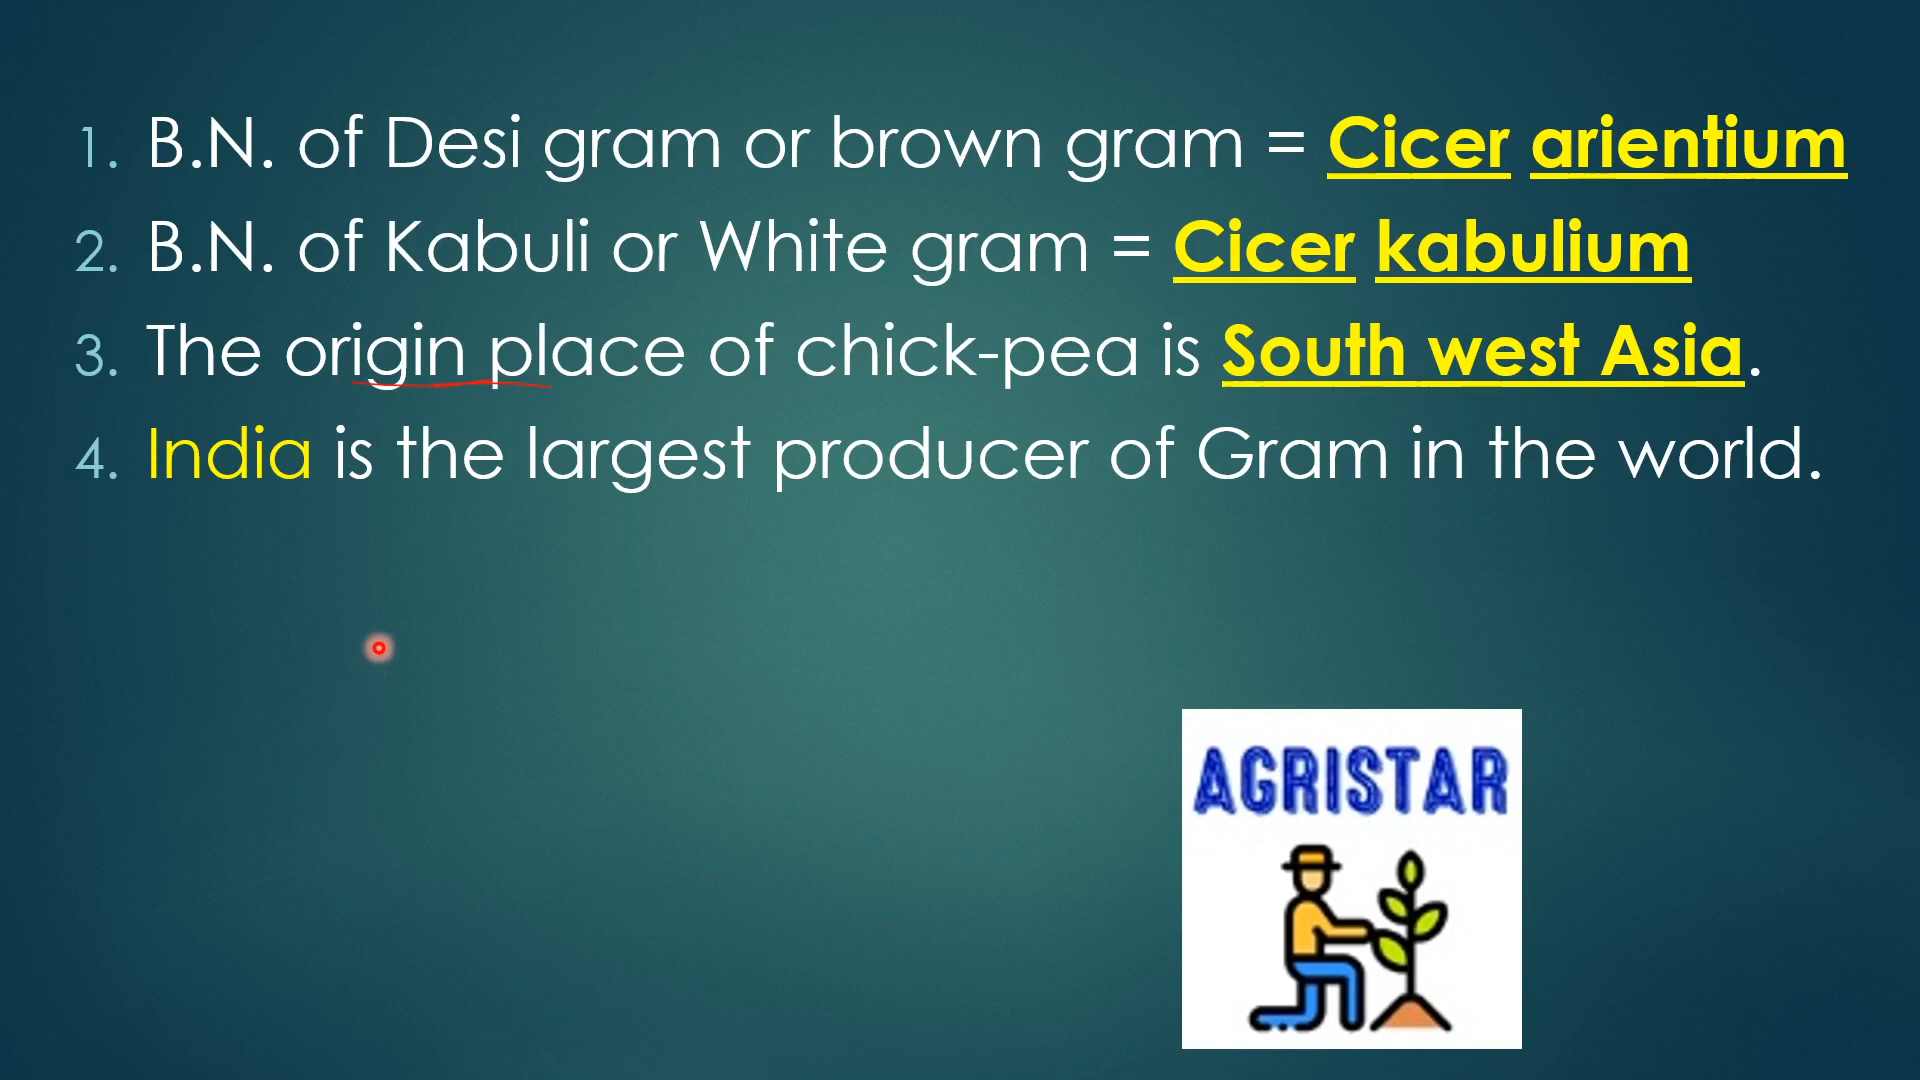 1. B.N. of Desi gram or brown gram = Cicer arientium
2. B.N. of Kabuli or White gram = Cicer kabulium
3. The origin place of chick-pea is South west Asia.
4. India is the largest producer of Gram in the world.
AGRISTAR